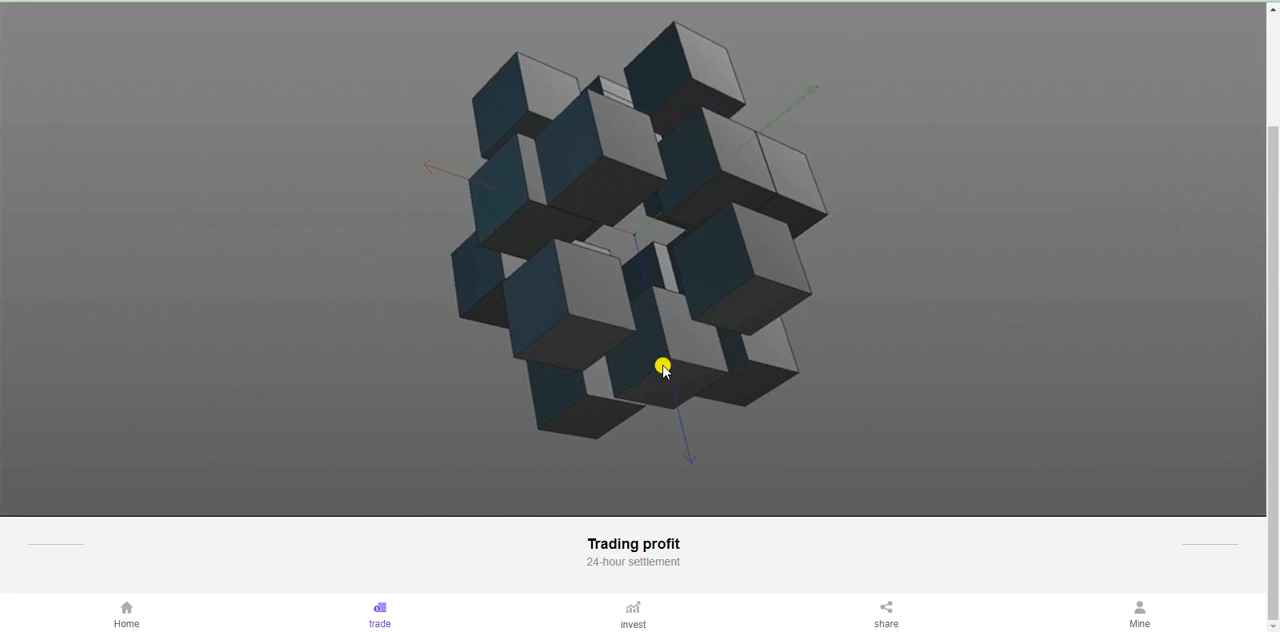 Trading profit
24-hour settlement
Home
trade
invest
share
Mine